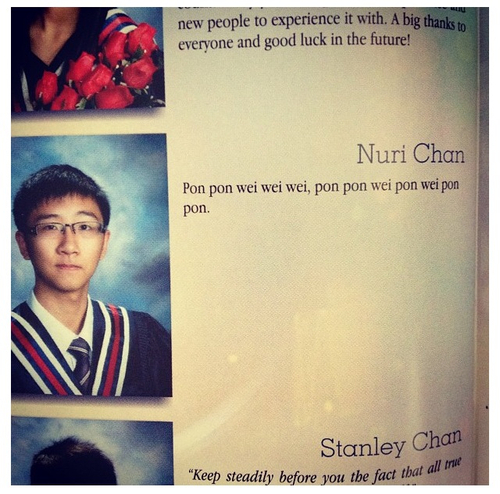 new people to experience it with. A big thanks to
everyone and good luck in the future!
Nuri Chan
Pon pon wei wei wei, pon pon wei pon wei pon
pon.
Stanley Chan
"Keep steadily before you the fact that all true